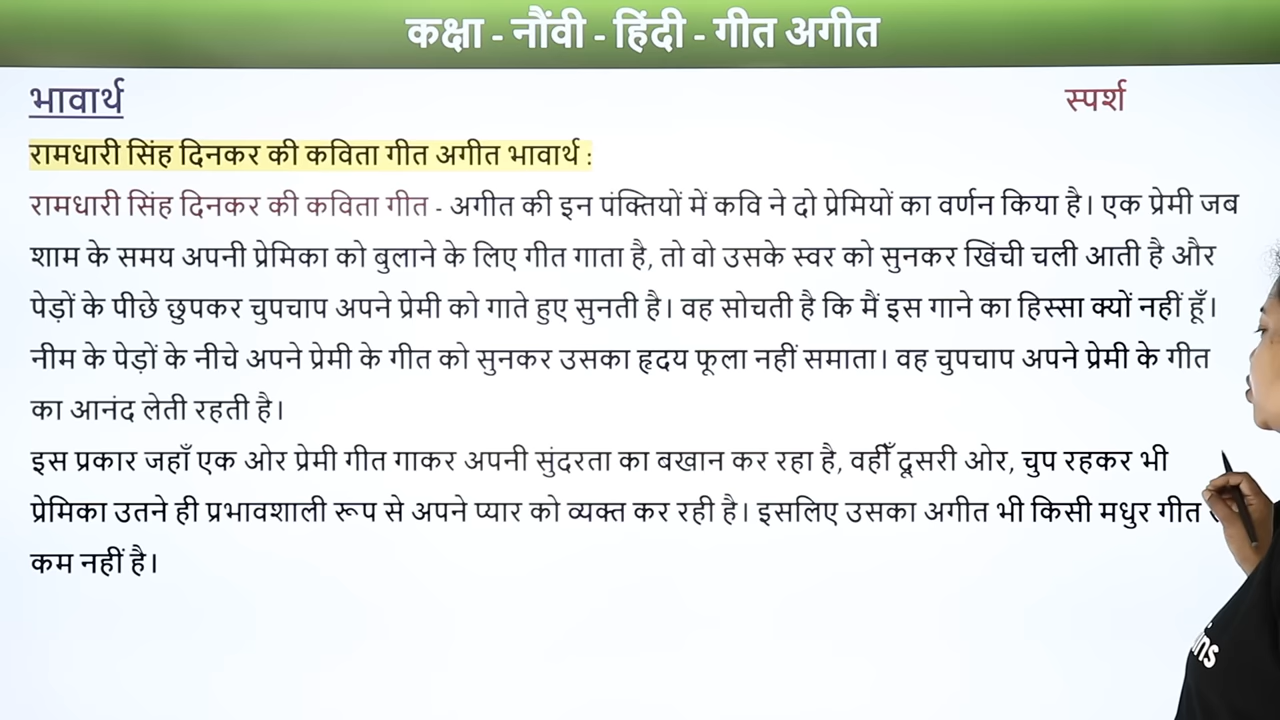 कक्षा - नौंवी - हिंदी - गीत अगीत
भावार्थ
स्पर्श
रामधारी सिंह दिनकर की कविता गीत अगीत भावार्थ :
रामधारी सिंह दिनकर की कविता गीत - अगीत की इन पंक्तियों में कवि ने दो प्रेमियों का वर्णन किया है। एक प्रेमी जब
शाम के समय अपनी प्रेमिका को बुलाने के लिए गीत गाता है, तो वो उसके स्वर को सुनकर खिंची चली आती है और
पेड़ों के पीछे छुपकर चुपचाप अपने प्रेमी को गाते हुए सुनती है। वह सोचती है कि मैं इस गाने का हिस्सा क्यों नहीं हूँ।
नीम के पेड़ों के नीचे अपने प्रेमी के गीत को सुनकर उसका हृदय फूला नहीं समाता। वह चुपचाप अपने प्रेमी के गीत
का आनंद लेती रहती है।
इस प्रकार जहाँ एक ओर प्रेमी गीत गाकर अपनी सुंदरता का बखान कर रहा है, वहीँ दूसरी ओर, चुप रहकर भी
प्रेमिका उतने ही प्रभावशाली रूप से अपने प्यार को व्यक्त कर रही है। इसलिए उसका अगीत भी किसी मधुर गीत
कम नहीं है।